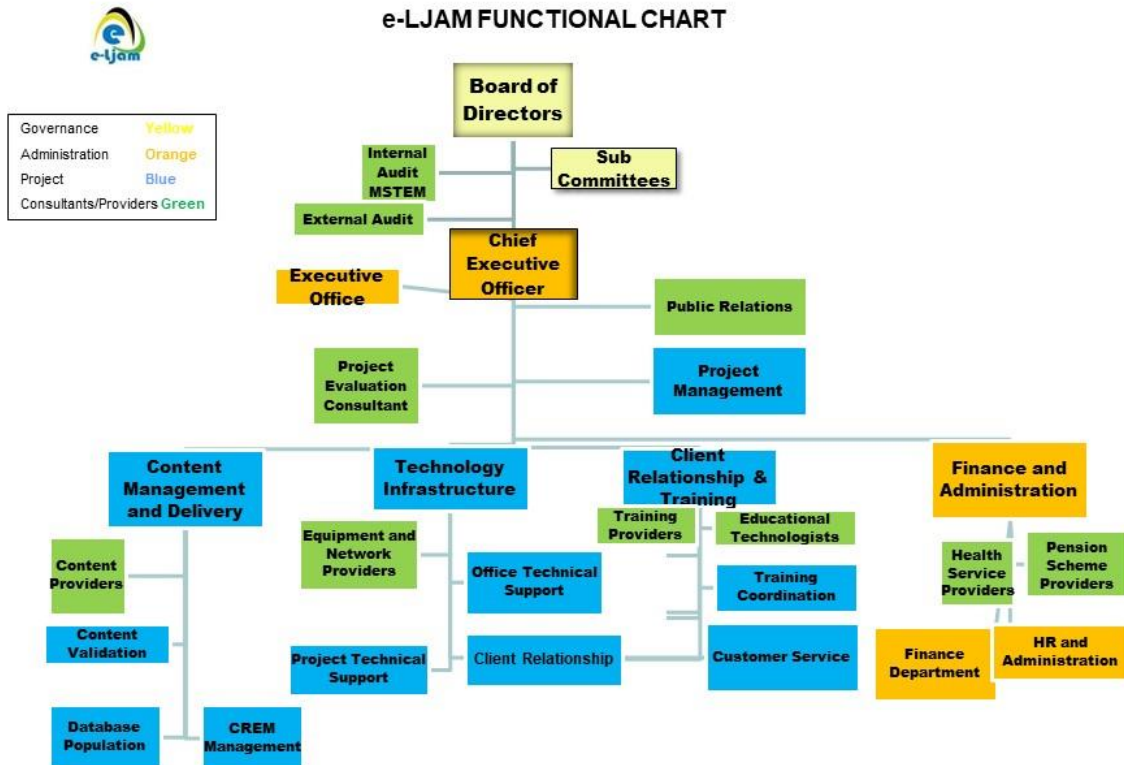 e-LJAM FUNCTIONAL CHART
e
e-Ljam
Governance Yellow
Administration Orange
Project Blue
Consultants/Providers Green
Board of
Directors
Internal
Audit
MSTEM
Sub
Committees
External Audit
Chief
Executive
Officer
Executive
Office
Public Relations
Project
Evaluation
Consultant
Project
Management
Content
Management
and Delivery
Technology
Infrastructure
Client
Relationship &
Training
Finance and
Administration
Content
Providers
Content
Validation
Database
Population
CREM
Management
Equipment and
Network
Providers
Office Technical
Support
Project Technical
Support
Client Relationship
Training
Providers
Educational
Technologists
Training
Coordination
Customer Service
Health
Service
Providers
Pension
Scheme
Providers
Finance
Department
HR and
Administration